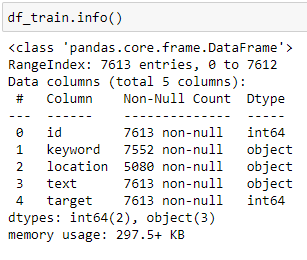 df_train.info()
<class 'pandas.core.frame.DataFrame'>
RangeIndex: 7613 entries, 0 to 7612
Data columns (total 5 columns):
 #   Column    Non-Null Count  Dtype
---  ------    --------------  -----
 0   id        7613 non-null   int64
 1   keyword   7552 non-null   object
 2   location  5080 non-null   object
 3   text      7613 non-null   object
 4   target    7613 non-null   int64
dtypes: int64(2), object(3)
memory usage: 297.5+ KB